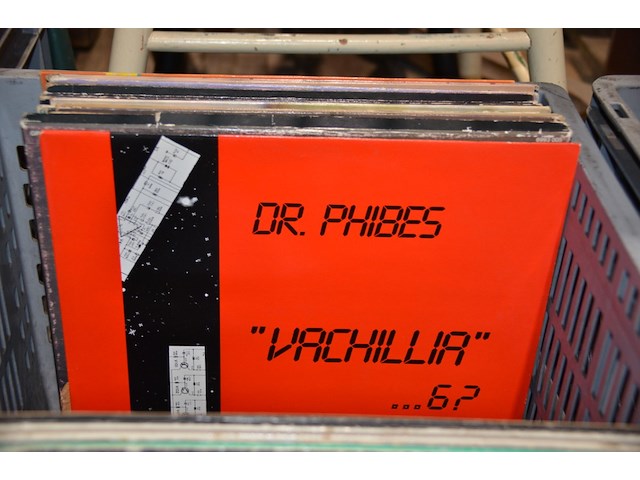 DR. PHIBES
"VACHILLIA"
...6?